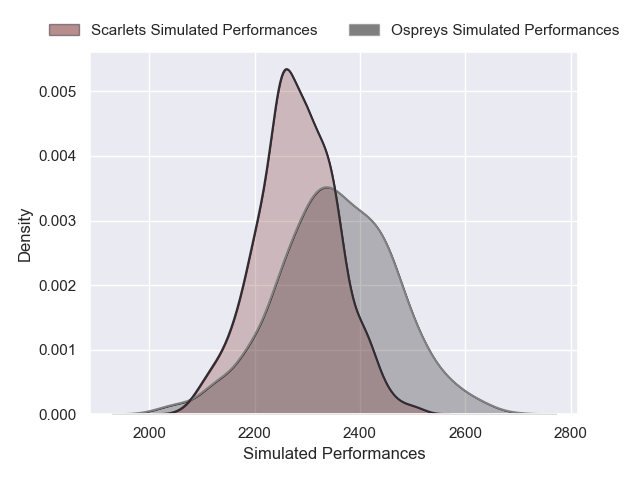 Scarlets Simulated Performances Ospreys Simulated Performances
0.005
0.004
0.003
0.002
0.001
0.000
Density
2000 2200 2400 2600 2800
Simulated Performances